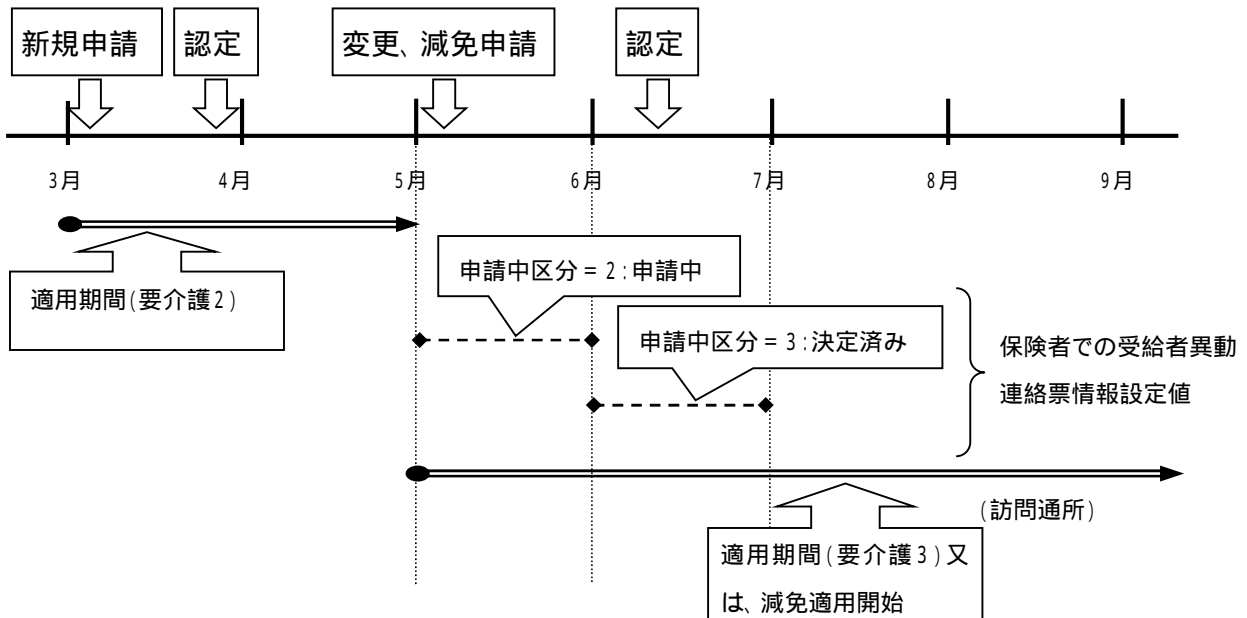 新規申請
認定
変更、減免申請
認定
3月
4月
5月
6月
7月
8月
9月
適用期間(要介護2)
申請中区分=2:申請中
申請中区分=3:決定済み
保険者での受給者異動
連絡票情報設定値
(訪問通所)
適用期間(要介護3)又
は、減免適用開始